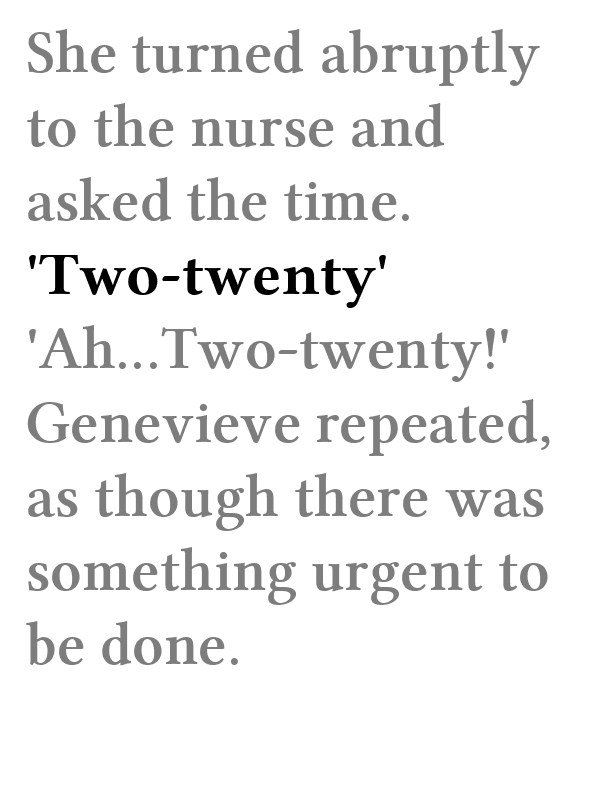 She turned abruptly
to the nurse and
asked the time.
'Two-twenty'
'Ah...Two-twenty!'
Genevieve repeated,
as though there was
something urgent to
be done.